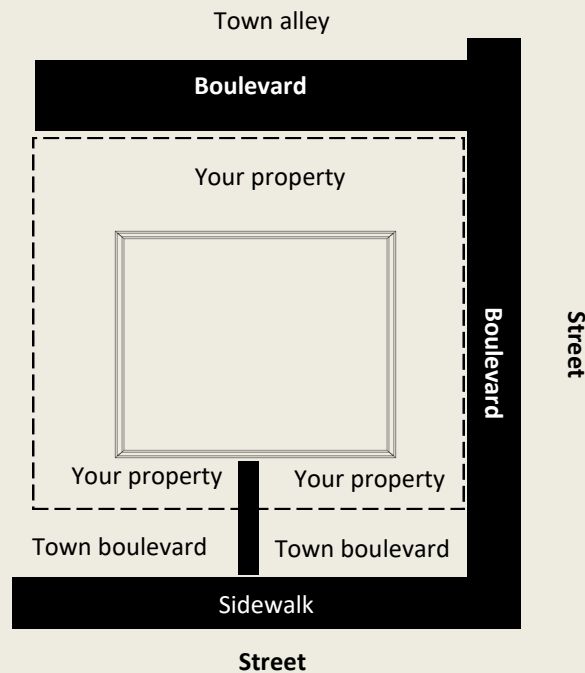 Town alley
Boulevard
Your property
Boulevard
Street
Your property
Your property
Town boulevard
Town boulevard
Sidewalk
Street